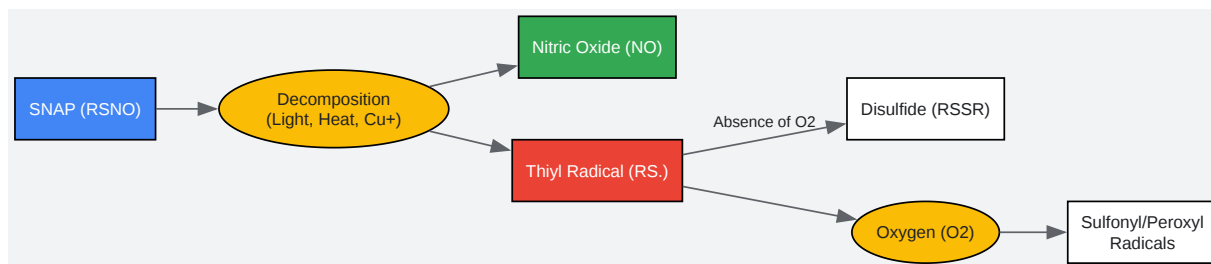 SNAP (RSNO)
Decomposition
(Light, Heat, Cu+)
Nitric Oxide (NO)
Thiyl Radical (RS.)
Absence of O2
Disulfide (RSSR)
Oxygen (O2)
Sulfonyl/Peroxyl
Radicals